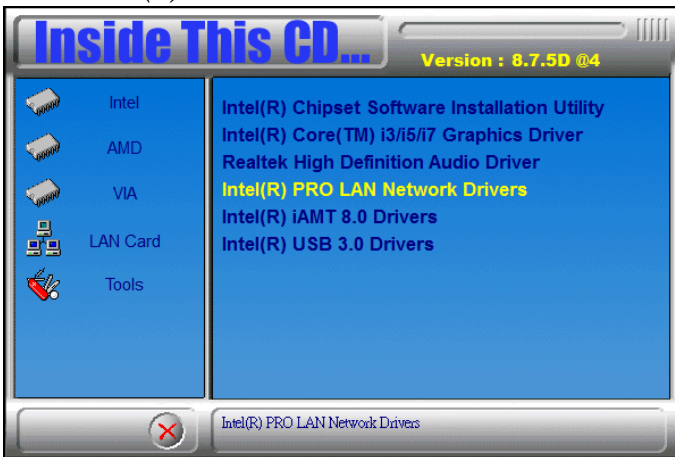 Inside This CD...
Version : 8.7.5D @4
Intel
AMD
VIA
LAN Card
Tools
Intel(R) Chipset Software Installation Utility
Intel(R) Core(TM) i3/i5/i7 Graphics Driver
Realtek High Definition Audio Driver
Intel(R) PRO LAN Network Drivers
Intel(R) iAMT 8.0 Drivers
Intel(R) USB 3.0 Drivers
Intel(R) PRO LAN Network Drivers